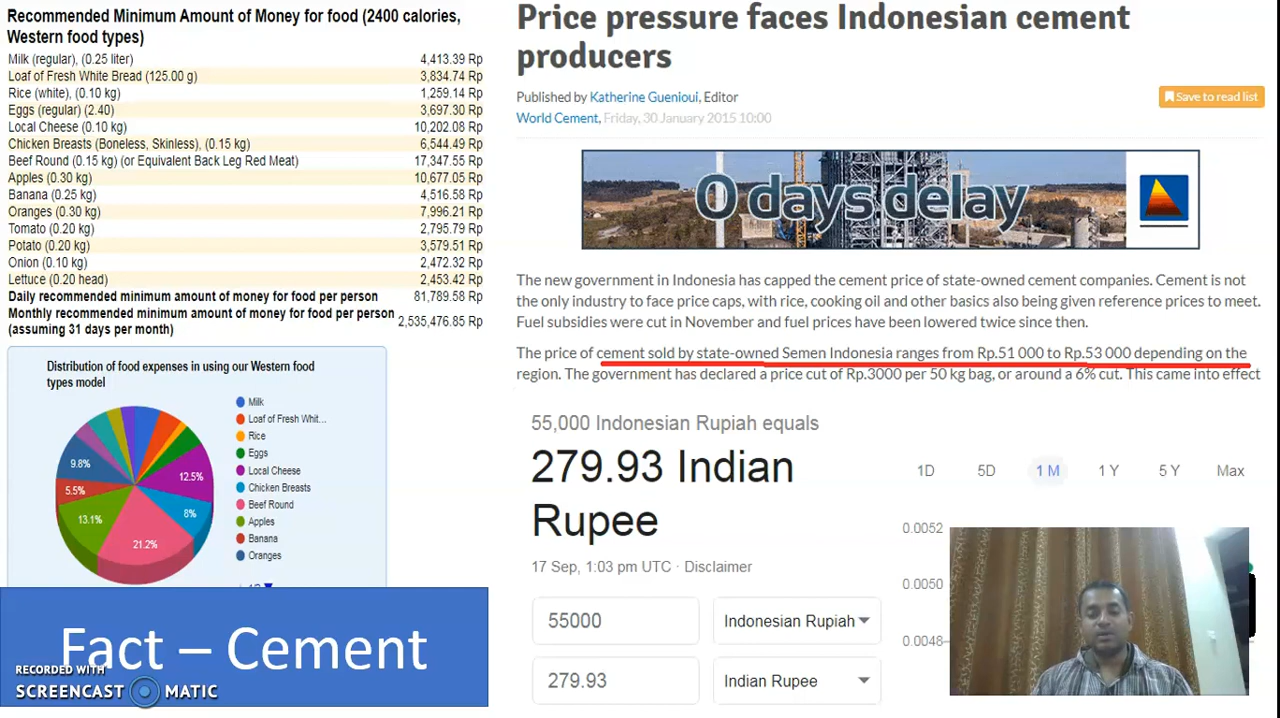 Recommended Minimum Amount of Money for food (2400 calories,
Western food types)
Milk (regular), (0.25 liter) 4,413.39 Rp
Loaf of Fresh White Bread (125.00 g) 3,834.74 Rp
Rice (white), (0.10 kg) 1,259.14 Rp
Eggs (regular) (2.40) 3,697.30 Rp
Local Cheese (0.10 kg) 10,202.08 Rp
Chicken Breasts (Boneless, Skinless), (0.15 kg) 6,544.49 Rp
Beef Round (0.15 kg) (or Equivalent Back Leg Red Meat) 17,347.55 Rp
Apples (0.30 kg) 10,677.05 Rp
Banana (0.25 kg) 4,516.58 Rp
Oranges (0.30 kg) 7,996.21 Rp
Tomato (0.20 kg) 2,795.79 Rp
Potato (0.20 kg) 3,579.51 Rp
Onion (0.10 kg) 2,472.32 Rp
Lettuce (0.20 head) 2,453.42 Rp
Daily recommended minimum amount of money for food per person 81,789.58 Rp
Monthly recommended minimum amount of money for food per person
(assuming 31 days per month) 2,535,476.85 Rp
Distribution of food expenses in using our Western food
types model
Milk
Loaf of Fresh Whit...
Rice
Eggs
Local Cheese
Chicken Breasts
Beef Round
Apples
Banana
Oranges
9.8%
12.5%
5.5%
8%
13.1%
21.2%
Fact – Cement
RECORDED WITH
SCREENCAST MATIC
Price pressure faces Indonesian cement
producers
Published by Katherine Guenioui, Editor
Save to read list
World Cement, Friday, 30 January 2015 10:00
0 days delay
The new government in Indonesia has capped the cement price of state-owned cement companies. Cement is not
the only industry to face price caps, with rice, cooking oil and other basics also being given reference prices to meet.
Fuel subsidies were cut in November and fuel prices have been lowered twice since then.
The price of cement sold by state-owned Semen Indonesia ranges from Rp.51 000 to Rp.53 000 depending on the
region. The government has declared a price cut of Rp.3000 per 50 kg bag, or around a 6% cut. This came into effect
55,000 Indonesian Rupiah equals
279.93 Indian
Rupee
17 Sep, 1:03 pm UTC · Disclaimer
55000 Indonesian Rupiah
279.93 Indian Rupee
1D 5D 1M 1Y 5Y Max
0.0052
0.0050
0.0048